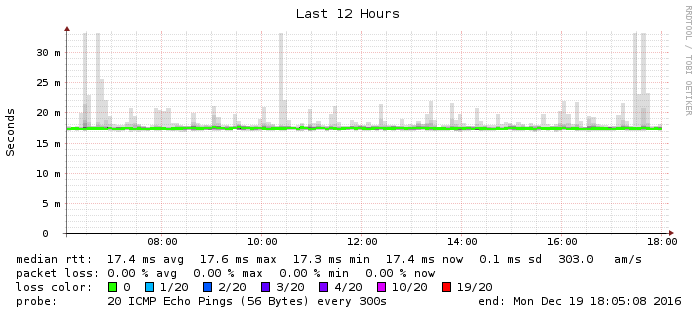 Last 12 Hours
RRDTOOL / TOBI OETIKER
Seconds
30 m
25 m
20 m
15 m
10 m
5 m
0
08:00 10:00 12:00 14:00 16:00 18:00
median rtt: 17.4 ms avg 17.6 ms max 17.3 ms min 17.4 ms now 0.1 ms sd 303.0 am/s
packet loss: 0.00 % avg 0.00 % max 0.00 % min 0.00 % now
loss color: 0 1/20 2/20 3/20 4/20 10/20 19/20
probe: 20 ICMP Echo Pings (56 Bytes) every 300s end: Mon Dec 19 18:05:08 2016